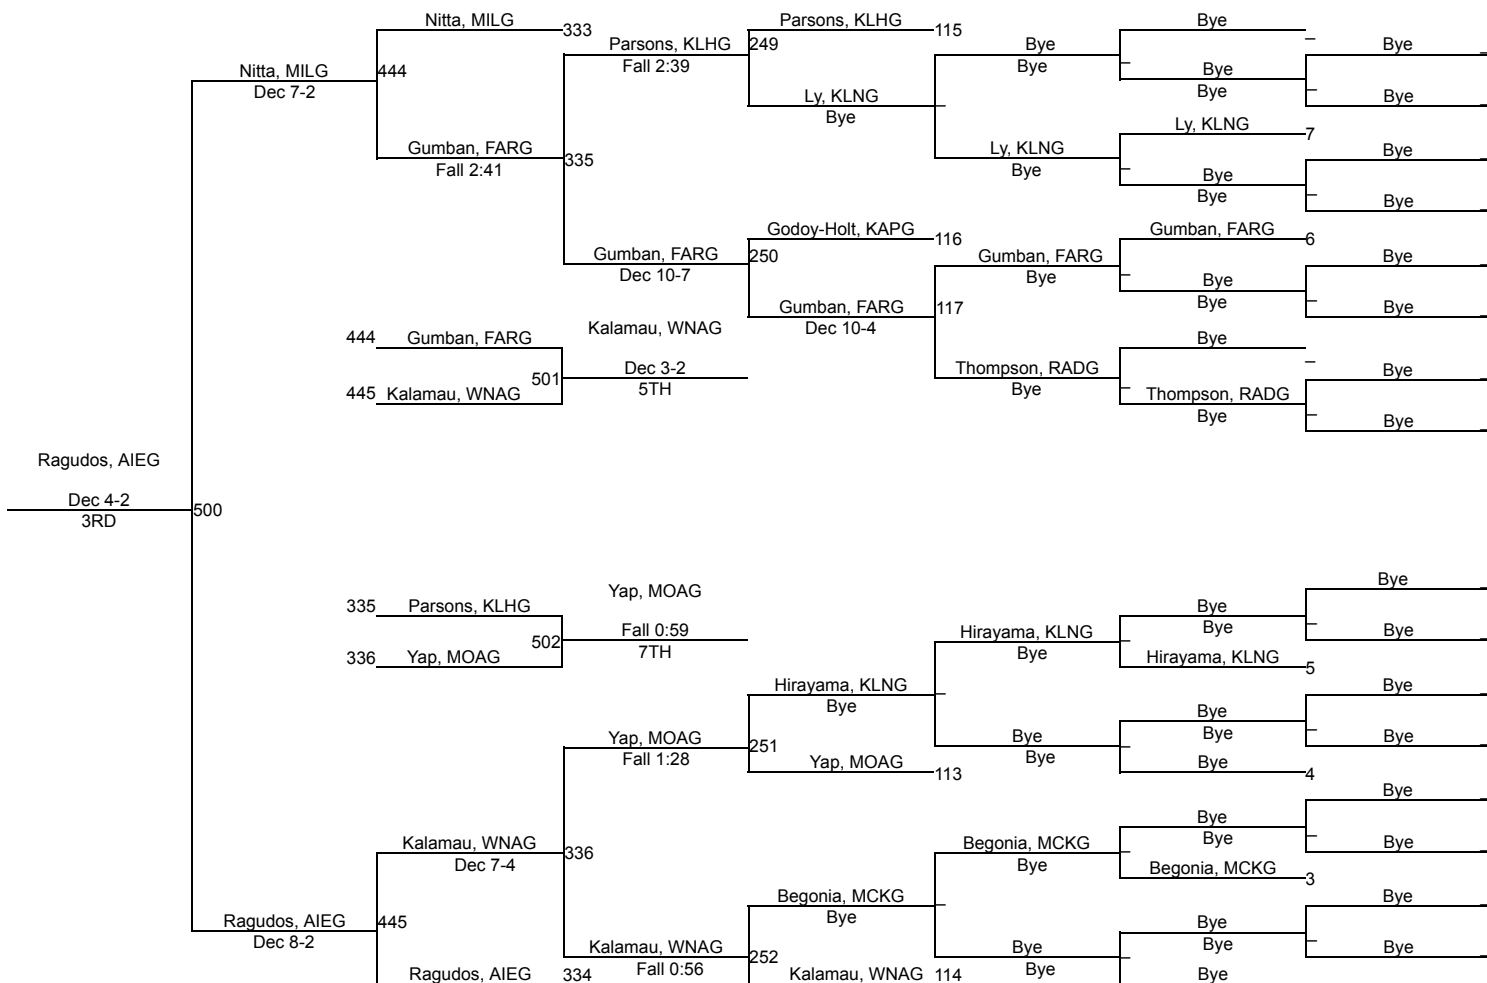 Nitta, MILG
333
Parsons, KLHG
115
Bye
_
Parsons, KLHG
249
Fall 2:39
Bye
Bye
Bye
Bye
Bye
Bye
Nitta, MILG
444
Dec 7-2
Ly, KLNG
Bye
Ly, KLNG
7
Gumban, FARG
335
Fall 2:41
Ly, KLNG
Bye
Bye
Bye
Bye
Bye
Godoy-Holt, KAPG
116
Gumban, FARG
6
Gumban, FARG
250
Dec 10-7
Gumban, FARG
Bye
Bye
Bye
Bye
Bye
Gumban, FARG
117
Dec 10-4
444
Gumban, FARG
Kalamau, WNAG
Bye
501
Dec 3-2
5TH
445
Kalamau, WNAG
Thompson, RADG
Bye
Thompson, RADG
Bye
Bye
Bye
Ragudos, AIEG
Dec 4-2
3RD
500
Bye
335
Parsons, KLHG
Yap, MOAG
Bye
Bye
502
Fall 0:59
7TH
Hirayama, KLNG
Bye
Bye
336
Yap, MOAG
Hirayama, KLNG
5
Hirayama, KLNG
Bye
Bye
Bye
Bye
Yap, MOAG
251
Fall 1:28
Bye
Bye
Bye
Yap, MOAG
113
Bye
4
Bye
Bye
Bye
Kalamau, WNAG
336
Dec 7-4
Begonia, MCKG
Bye
Bye
Begonia, MCKG
3
Begonia, MCKG
Bye
Bye
Ragudos, AIEG
445
Dec 8-2
Bye
Bye
Kalamau, WNAG
252
Fall 0:56
Bye
Bye
Bye
Ragudos, AIEG
334
Kalamau, WNAG
114
Bye